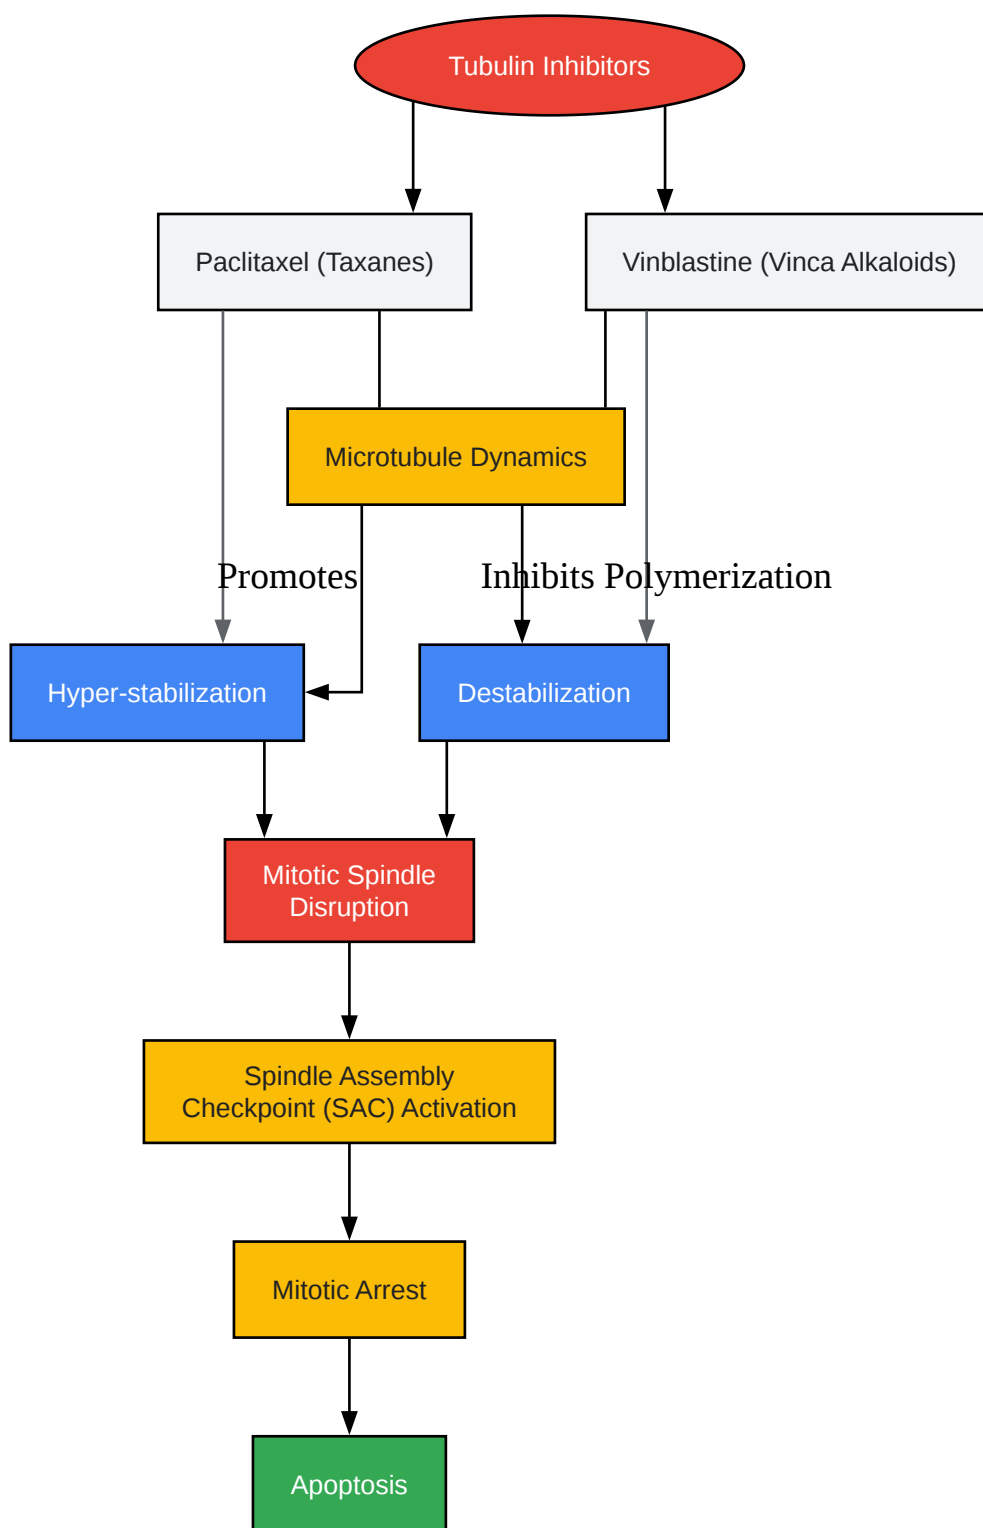 Tubulin Inhibitors
Paclitaxel (Taxanes)
Vinblastine (Vinca Alkaloids)
Microtubule Dynamics
Promotes
Inhibits Polymerization
Hyper-stabilization
Destabilization
Mitotic Spindle
Disruption
Spindle Assembly
Checkpoint (SAC) Activation
Mitotic Arrest
Apoptosis